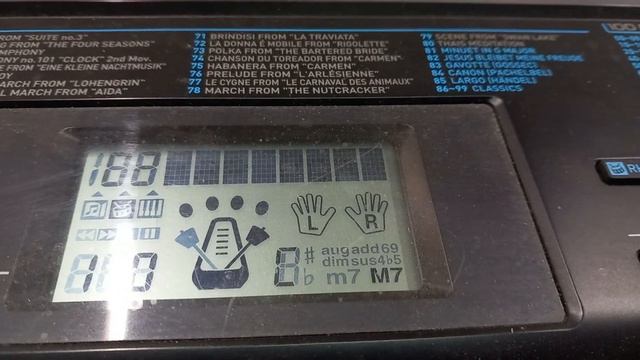 FROM "SUITE no.3"
FROM "THE FOUR SEASONS"
no.101 "CLOCK" 2nd Mov.
FROM "EINE KLEINE NACHTMUSIK"
MARCH FROM "LOHENGRIN"
MARCH FROM "AIDA"
71 BRINDISI FROM "LA TRAVIATA"
72 LA DONNA É MOBILE FROM "RIGOLETTE"
73 POLKA FROM "THE BARTERED BRIDE"
74 CHANSON DU TOREADOR FROM "CARMEN"
75 HABANERA FROM "CARMEN"
76 PRELUDE FROM "L'ARLÉSIENNE"
77 LE CYGNE FROM "LE CARNAVAL DES ANIMAUX"
78 MARCH FROM "THE NUTCRACKER"
79 SCENE FROM "SWAN LAKE"
80 THAIS MEDITATION
81 MINUET IN G MAJOR
82 JESUS BLEIBET MEINE FREUDE
83 GAVOTTE (GOSSEC)
84 CANON (PACHELBEL)
85 LARGO (HÄNDEL)
86~99 CLASSICS
L R
# aug add 69
dim sus 4 b5
♭ m7 M7